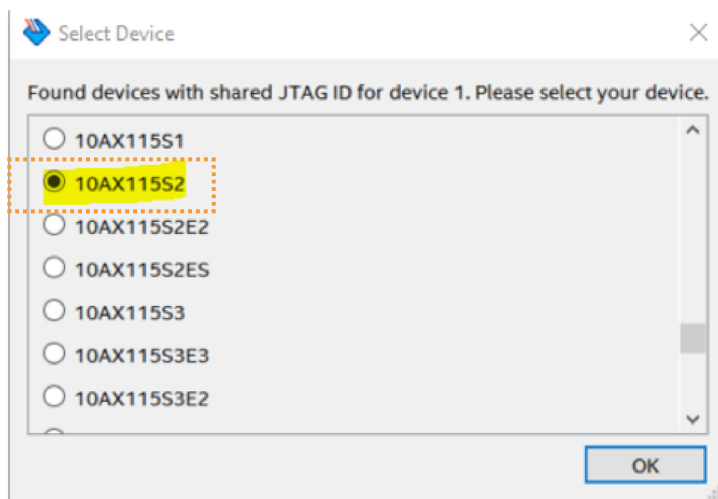 Select Device
Found devices with shared JTAG ID for device 1. Please select your device.
10AX115S1
10AX115S2
10AX115S2E2
10AX115S2ES
10AX115S3
10AX115S3E3
10AX115S3E2
OK